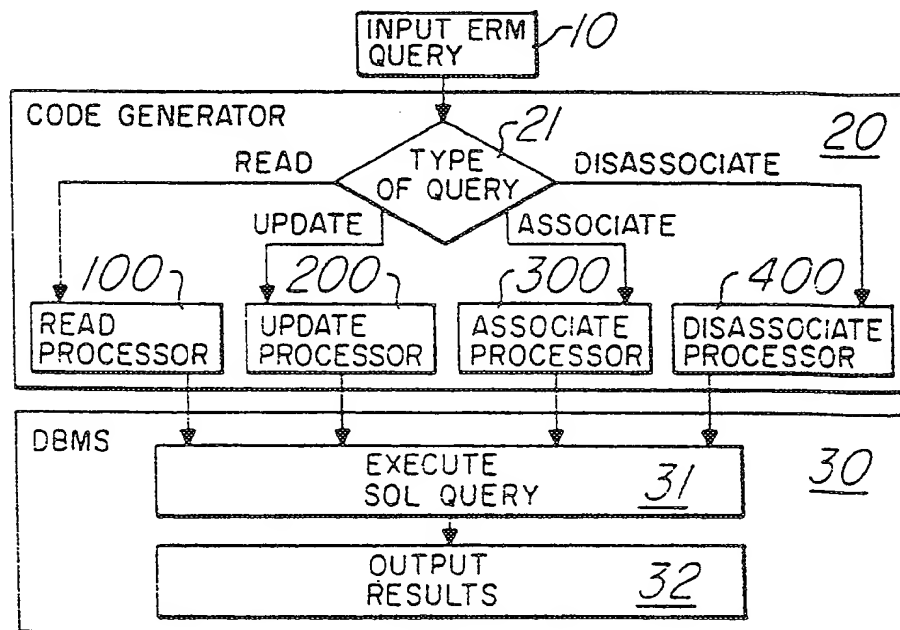 INPUT ERM
QUERY
10
CODE GENERATOR
20
21
TYPE
OF QUERY
READ
DISASSOCIATE
UPDATE
ASSOCIATE
100
200
300
400
READ
PROCESSOR
UPDATE
PROCESSOR
ASSOCIATE
PROCESSOR
DISASSOCIATE
PROCESSOR
DBMS
30
EXECUTE
SQL QUERY
31
OUTPUT
RESULTS
32